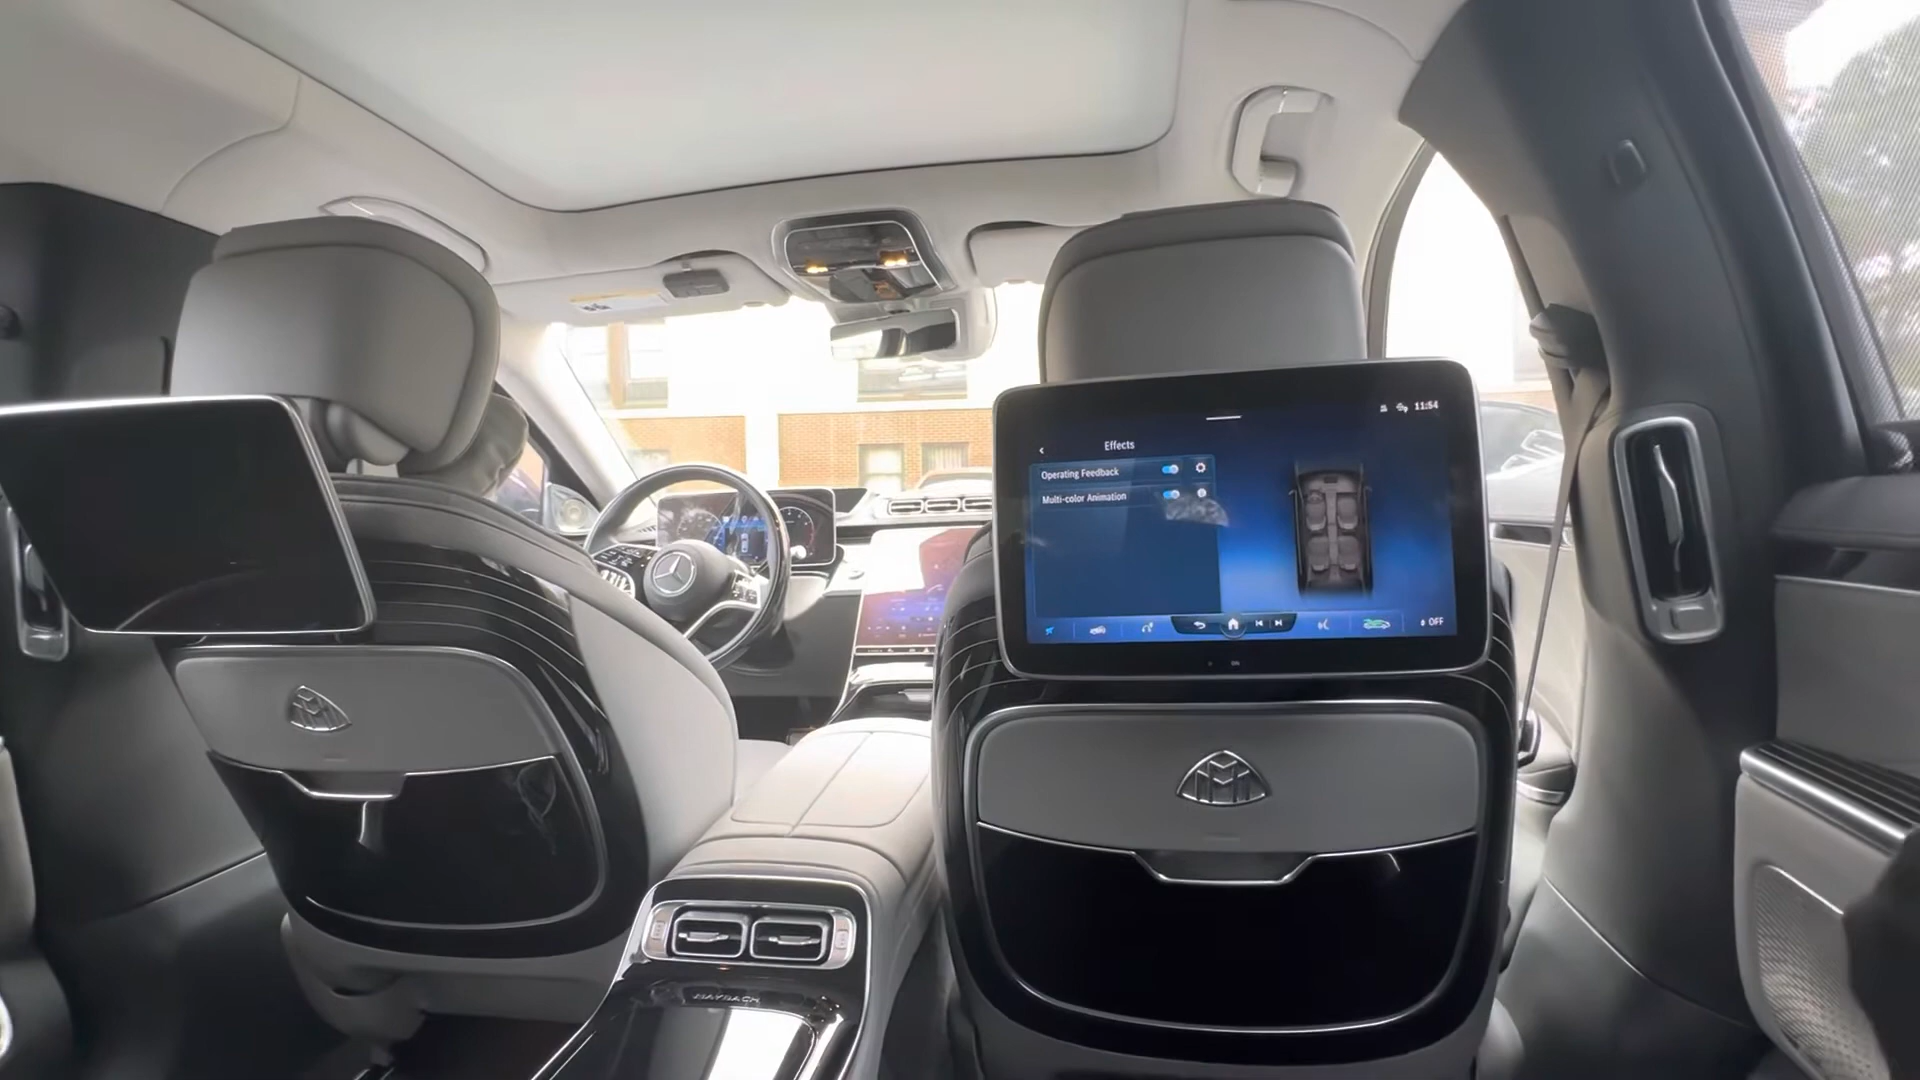 11:54
Effects
Operating Feedback
Multi-color Animation
OFF
MAYBACH